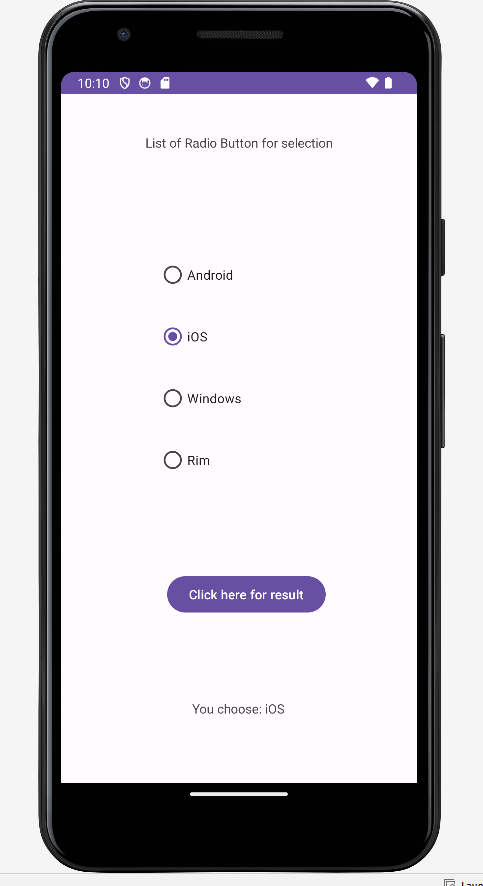 10:10
List of Radio Button for selection
Android
iOS
Windows
Rim
Click here for result
You choose: iOS